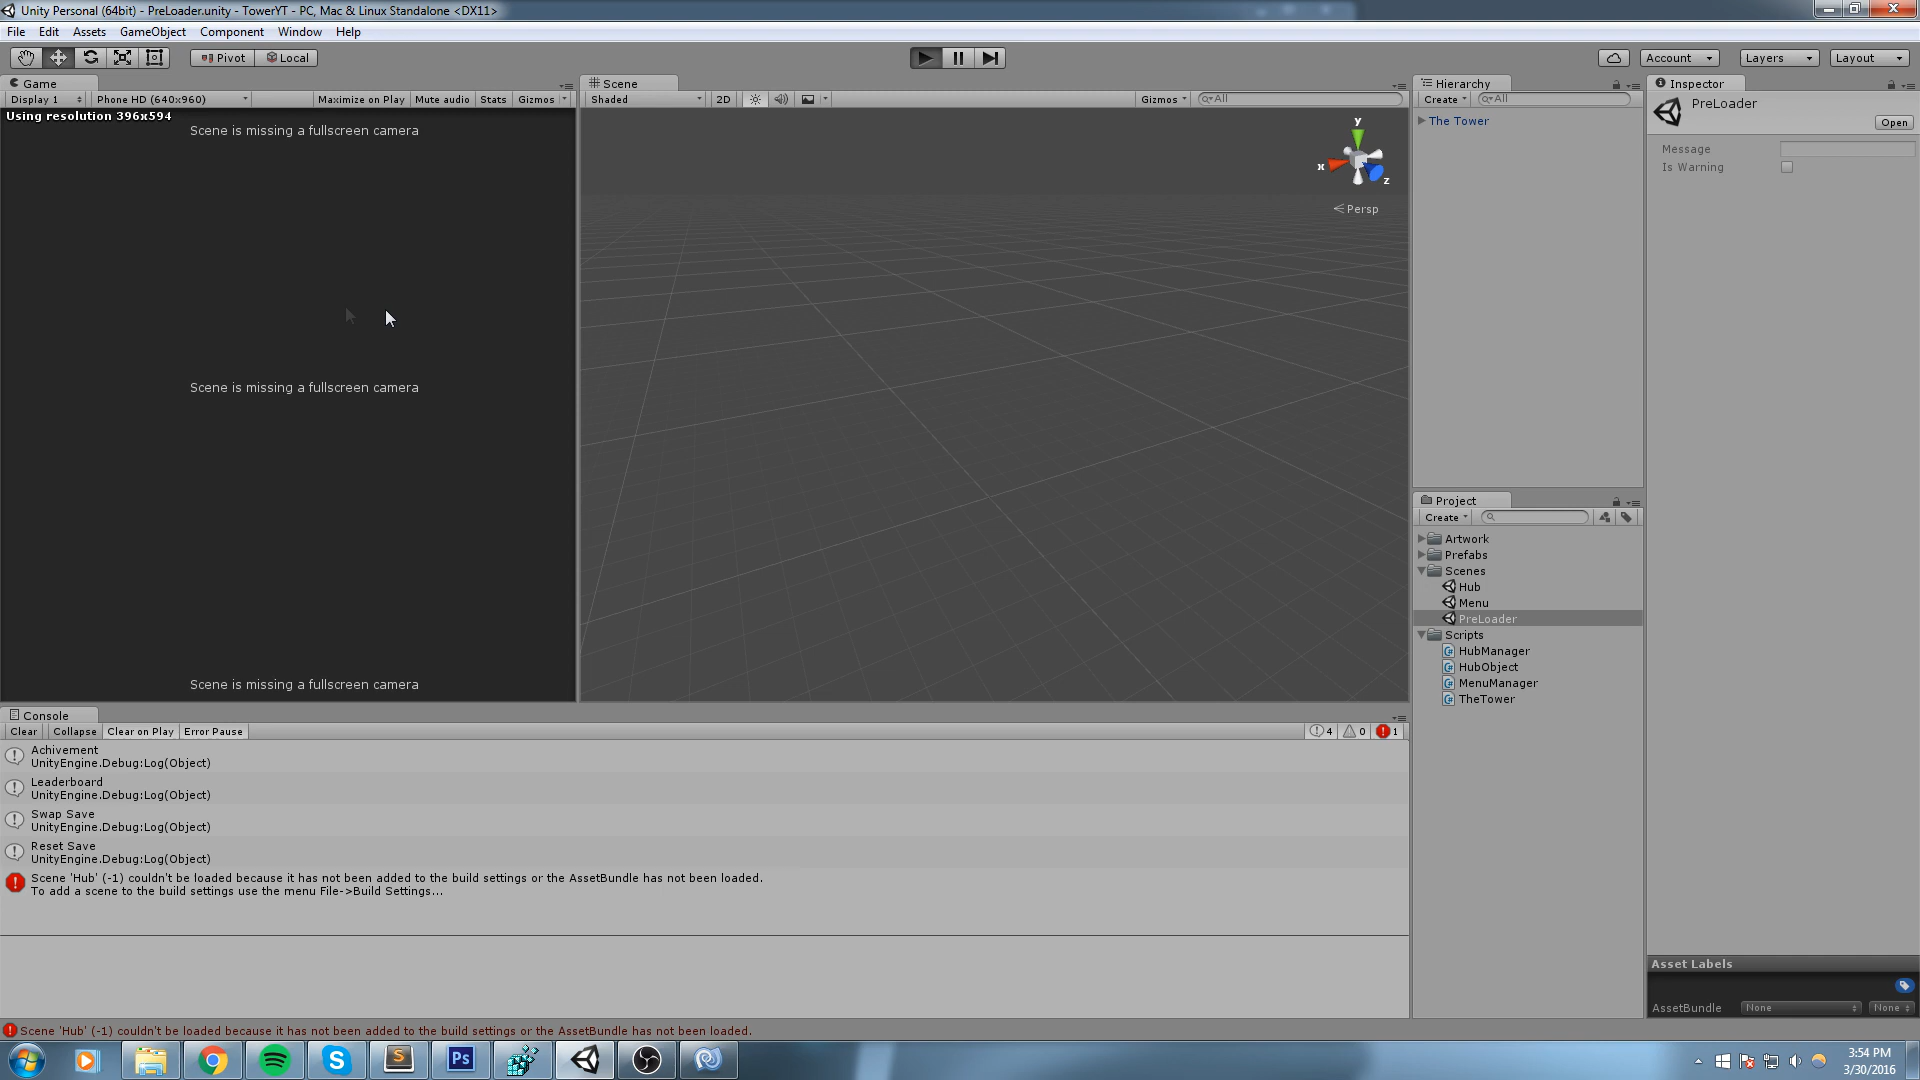 Unity Personal (64bit) - PreLoader.unity - TowerYT - PC, Mac & Linux Standalone <DX11>
File Edit Assets GameObject Component Window Help
Pivot Local Account Layers Layout
Game
Display 1 Phone HD (640x960) Maximize on Play Mute audio Stats Gizmos
Using resolution 396x594
Scene is missing a fullscreen camera
Scene is missing a fullscreen camera
Scene is missing a fullscreen camera
Scene
Shaded 2D Gizmos All
y
x
z
Persp
Hierarchy
Create All
The Tower
Project
Create
Artwork
Prefabs
Scenes
Hub
Menu
PreLoader
Scripts
HubManager
HubObject
MenuManager
TheTower
Inspector
PreLoader
Open
Message
Is Warning
Asset Labels
AssetBundle None None
Console
Clear Collapse Clear on Play Error Pause 4 0 1
Achivement
UnityEngine.Debug:Log(Object)
Leaderboard
UnityEngine.Debug:Log(Object)
Swap Save
UnityEngine.Debug:Log(Object)
Reset Save
UnityEngine.Debug:Log(Object)
Scene 'Hub' (-1) couldn't be loaded because it has not been added to the build settings or the AssetBundle has not been loaded.
To add a scene to the build settings use the menu File->Build Settings...
Scene 'Hub' (-1) couldn't be loaded because it has not been added to the build settings or the AssetBundle has not been loaded.
S S Ps
3:54 PM
3/30/2016